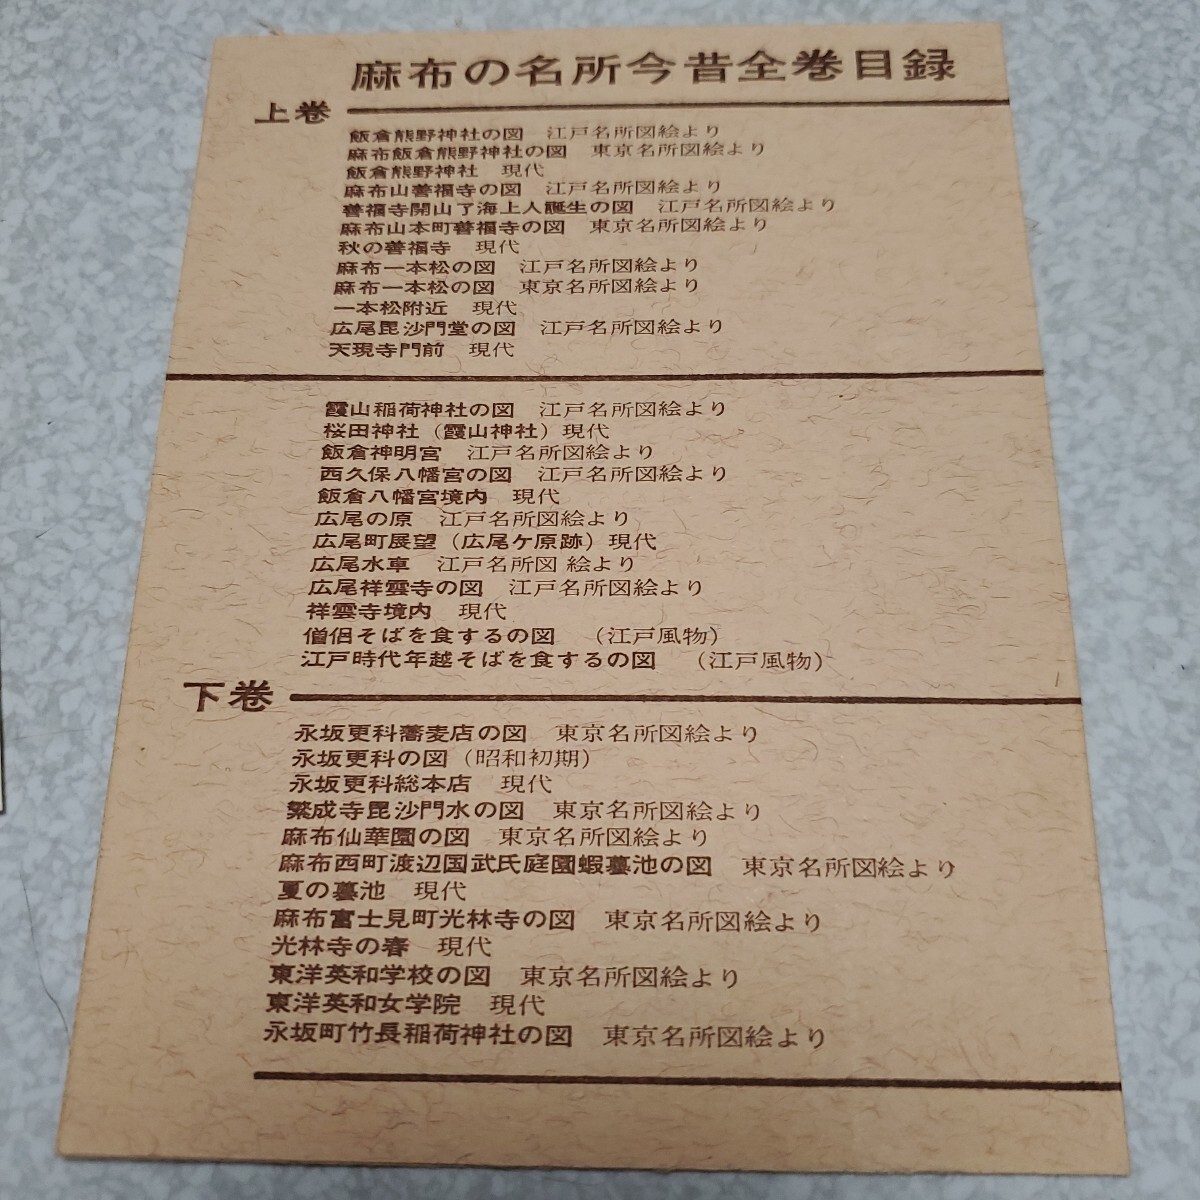 麻布の名所今昔全巻目録
上巻
飯倉熊野神社の図　江戸名所図絵より
麻布飯倉熊野神社の図　東京名所図絵より
飯倉熊野神社　現代
麻布山善福寺の図　江戸名所図絵より
善福寺開山了海上人誕生の図　江戸名所図絵より
麻布山本町善福寺の図　東京名所図絵より
秋の善福寺　現代
麻布一本松の図　江戸名所図絵より
麻布一本松の図　東京名所図絵より
一本松附近　現代
広尾毘沙門堂の図　江戸名所図絵より
天現寺門前　現代
霞山稲荷神社の図　江戸名所図絵より
桜田神社（霞山神社）現代
飯倉神明宮　江戸名所図絵より
西久保八幡宮の図　江戸名所図絵より
飯倉八幡宮境内　現代
広尾の原　江戸名所図絵より
広尾町展望（広尾ケ原跡）現代
広尾水車　江戸名所図 絵より
広尾祥雲寺の図　江戸名所図絵より
祥雲寺境内　現代
僧侶そばを食するの図　（江戸風物）
江戸時代年越そばを食するの図　（江戸風物）
下巻
永坂更科蕎麦店の図　東京名所図絵より
永坂更科の図（昭和初期）
永坂更科総本店　現代
繁成寺毘沙門水の図　東京名所図絵より
麻布仙華園の図　東京名所図絵より
麻布西町渡辺国武氏庭園蝦蟇池の図　東京名所図絵より
夏の蟇池　現代
麻布富士見町光林寺の図　東京名所図絵より
光林寺の春　現代
東洋英和学校の図　東京名所図絵より
東洋英和女学院　現代
永坂町竹長稲荷神社の図　東京名所図絵より